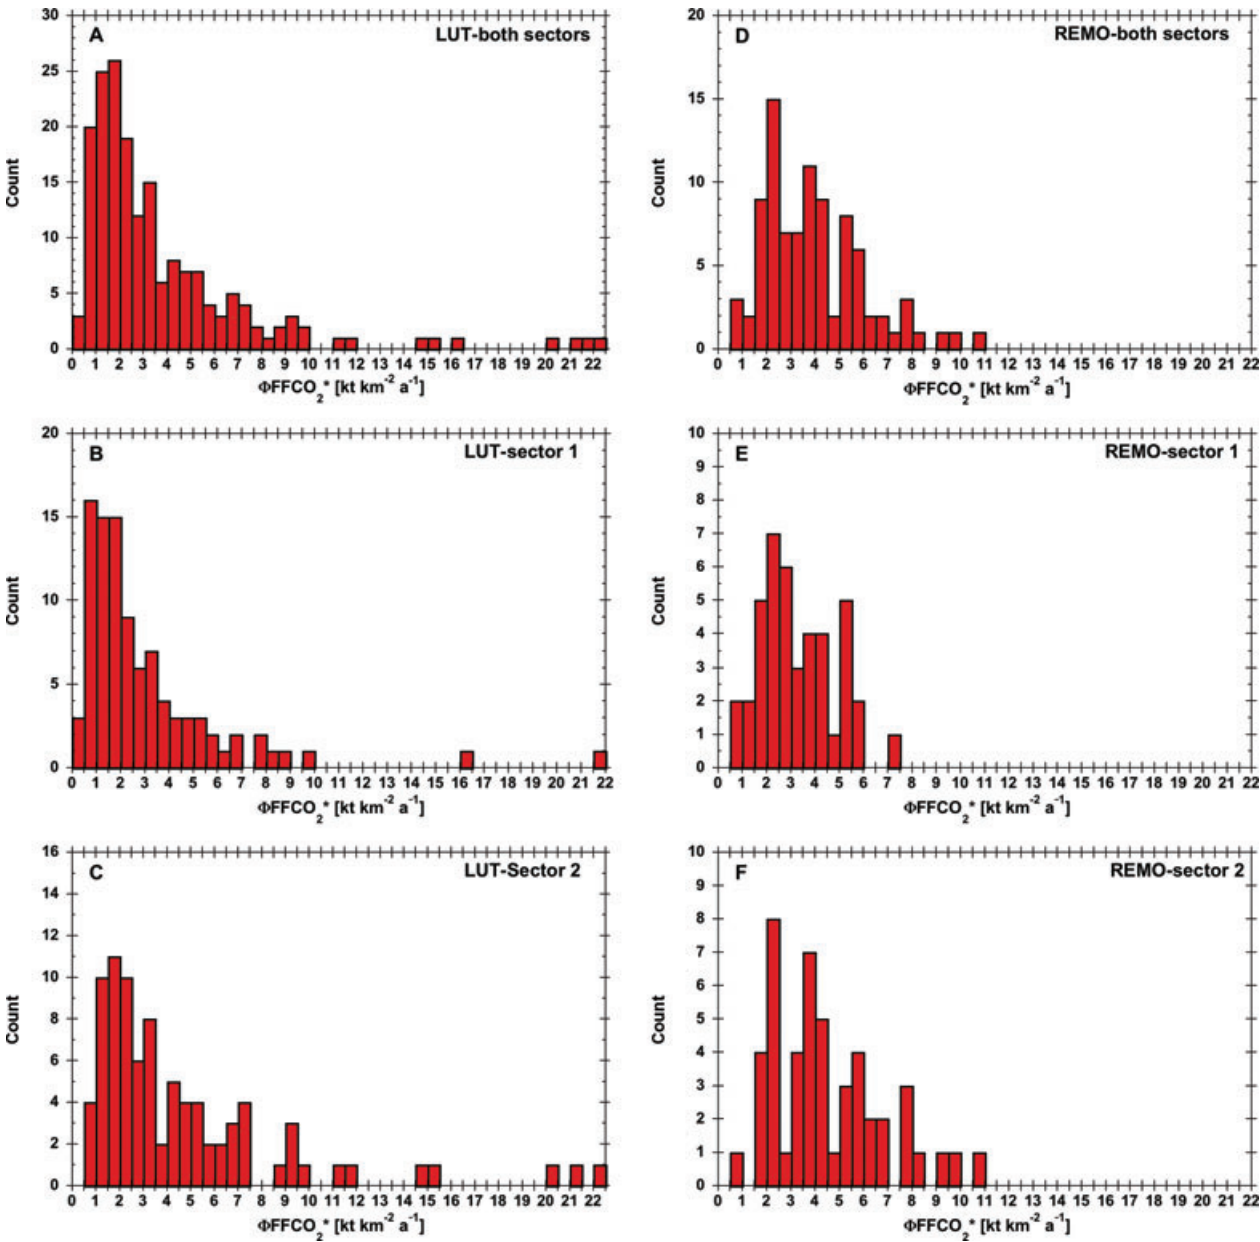 A
LUT-both sectors
Count
30
25
20
15
10
5
0
0 1 2 3 4 5 6 7 8 9 10 11 12 13 14 15 16 17 18 19 20 21 22
ΦFFCO₂* [kt km⁻² a⁻¹]
B
LUT-sector 1
Count
20
15
10
5
0
0 1 2 3 4 5 6 7 8 9 10 11 12 13 14 15 16 17 18 19 20 21 22
ΦFFCO₂* [kt km⁻² a⁻¹]
C
LUT-Sector 2
Count
16
14
12
10
8
6
4
2
0
0 1 2 3 4 5 6 7 8 9 10 11 12 13 14 15 16 17 18 19 20 21 22
ΦFFCO₂* [kt km⁻² a⁻¹]
D
REMO-both sectors
Count
20
15
10
5
0
0 1 2 3 4 5 6 7 8 9 10 11 12 13 14 15 16 17 18 19 20 21 22
ΦFFCO₂* [kt km⁻² a⁻¹]
E
REMO-sector 1
Count
10
9
8
7
6
5
4
3
2
1
0
0 1 2 3 4 5 6 7 8 9 10 11 12 13 14 15 16 17 18 19 20 21 22
ΦFFCO₂* [kt km⁻² a⁻¹]
F
REMO-sector 2
Count
10
9
8
7
6
5
4
3
2
1
0
0 1 2 3 4 5 6 7 8 9 10 11 12 13 14 15 16 17 18 19 20 21 22
ΦFFCO₂* [kt km⁻² a⁻¹]